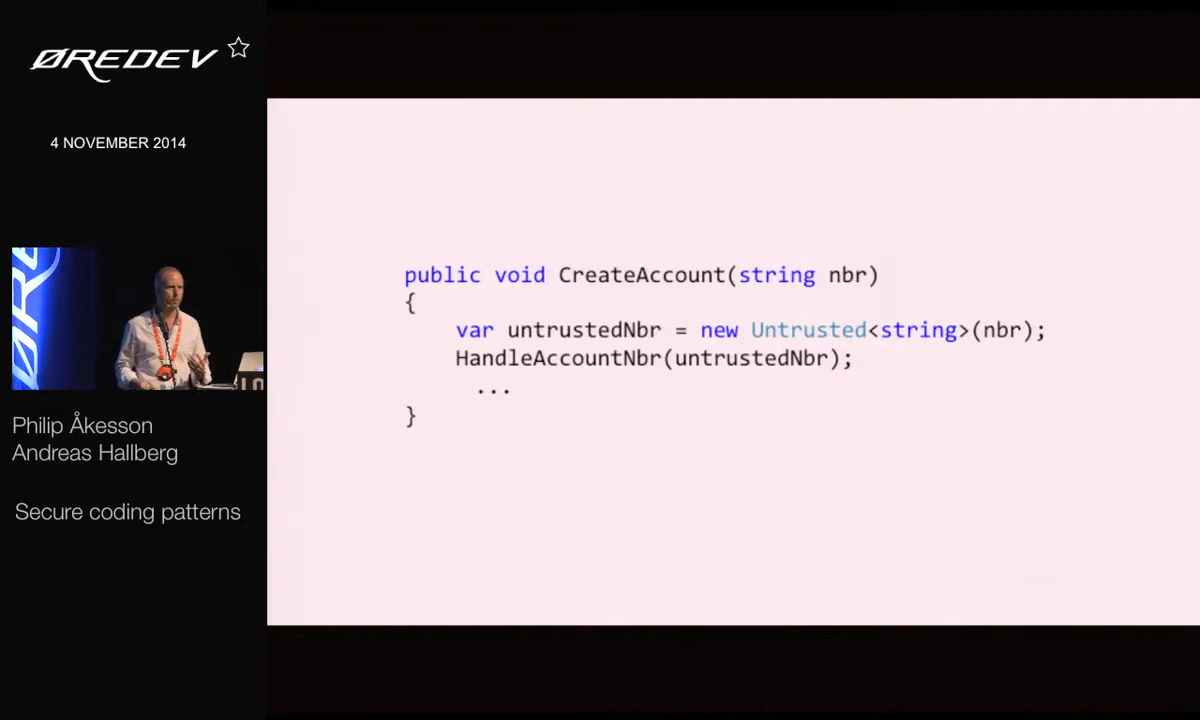 ØREDEV
4 NOVEMBER 2014
Philip Åkesson
Andreas Hallberg
Secure coding patterns
public void CreateAccount(string nbr)
{
var untrustedNbr = new Untrusted<string>(nbr);
HandleAccountNbr(untrustedNbr);
...
}